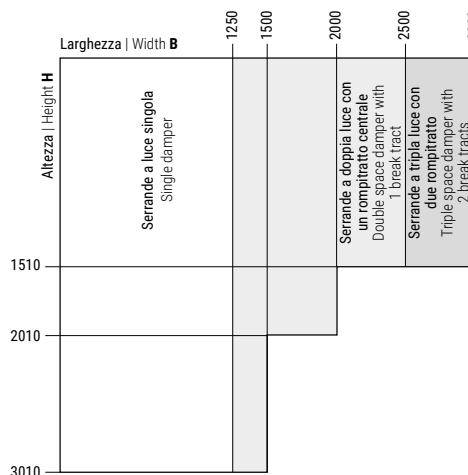 Larghezza | Width B
1250
1500
2000
2500
Altezza | Height H
Serrande a luce singola
Single damper
Serrande a doppia luce con
un rompitratto centrale
Double space damper with
1 break tract
Serrande a tripla luce con
due rompitratto
Triple space damper with
2 break tracts
1510
2010
3010